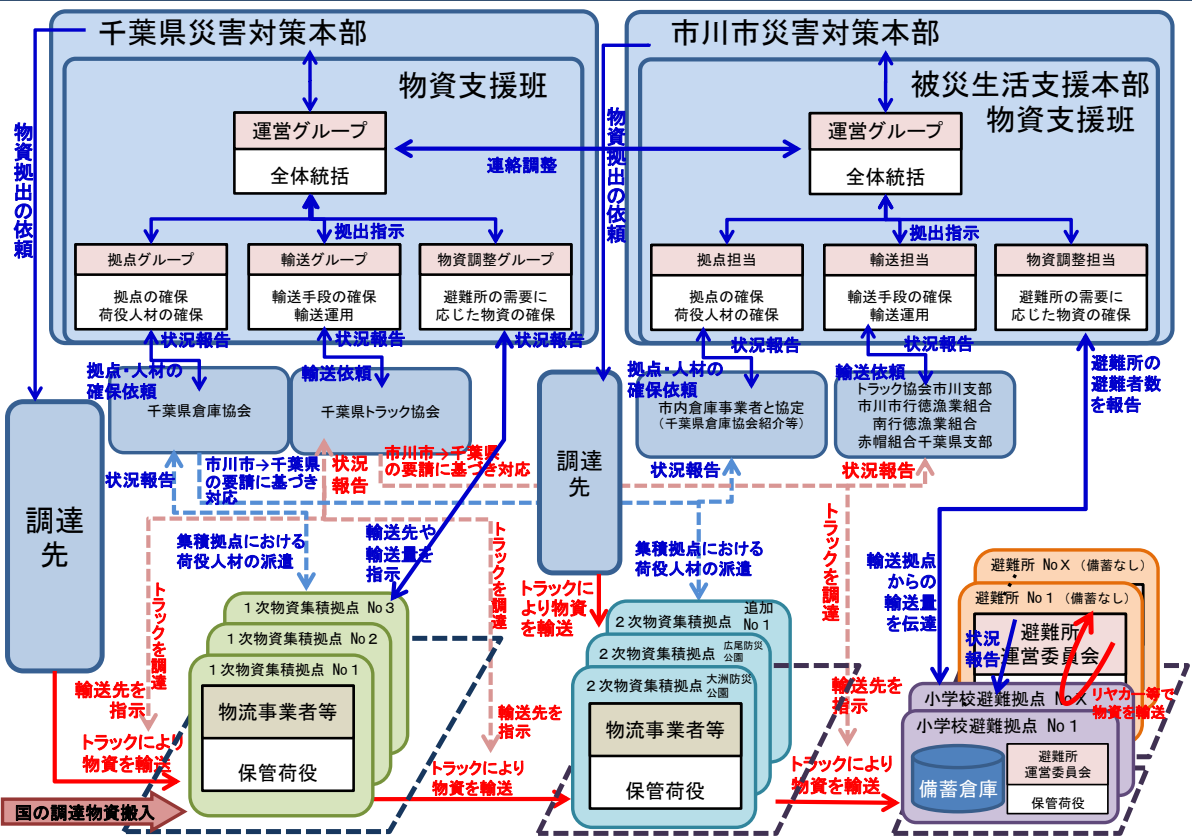 千葉県災害対策本部
物資支援班
運営グループ
全体統括
拠出指示
拠点グループ
拠点の確保
荷役人材の確保
輸送グループ
輸送手段の確保
輸送運用
物資調整グループ
避難所の需要に
応じた物資の確保
状況報告
状況報告
状況報告
物資拠出の依頼
連絡調整
市川市災害対策本部
被災生活支援本部
物資支援班
運営グループ
全体統括
拠出指示
拠点担当
拠点の確保
荷役人材の確保
輸送担当
輸送手段の確保
輸送運用
物資調整担当
避難所の需要に
応じた物資の確保
状況報告
状況報告
物資拠出の依頼
拠点・人材の
確保依頼
千葉県倉庫協会
輸送依頼
千葉県トラック協会
拠点・人材の
確保依頼
市内倉庫事業者と協定
（千葉県倉庫協会紹介等）
輸送依頼
トラック協会市川支部
市川市行徳漁業組合
南行徳漁業組合
赤帽組合千葉県支部
避難所の
避難者数
を報告
調達
先
調達
先
状況報告
市川市→千葉県
の要請に基づき
対応
状況
報告
市川市→千葉県
の要請に基づき対応
状況報告
状況報告
集積拠点における
荷役人材の派遣
輸送先や
輸送量を
指示
トラックを調達
トラックを調達
集積拠点における
荷役人材の派遣
トラックに
より物資
を輸送
トラックを調達
輸送拠点
からの
輸送量
を伝達
１次物資集積拠点 No３
１次物資集積拠点 No２
１次物資集積拠点 No１
物流事業者等
保管荷役
輸送先を
指示
トラックにより
物資を輸送
国の調達物資搬入
輸送先を
指示
トラックにより
物資を輸送
２次物資集積拠点 追加
No１
２次物資集積拠点 広尾防災
公園
２次物資集積拠点 大洲防災
公園
物流事業者等
保管荷役
輸送先を
指示
トラックにより
物資を輸送
避難所 NoＸ （備蓄なし）
避難所 No１ （備蓄なし）
避難所
運営委員会
状況
報告
リヤカー等で
物資を輸送
小学校避難拠点 NoＸ
小学校避難拠点 No１
備蓄倉庫
避難所
運営委員会
保管荷役